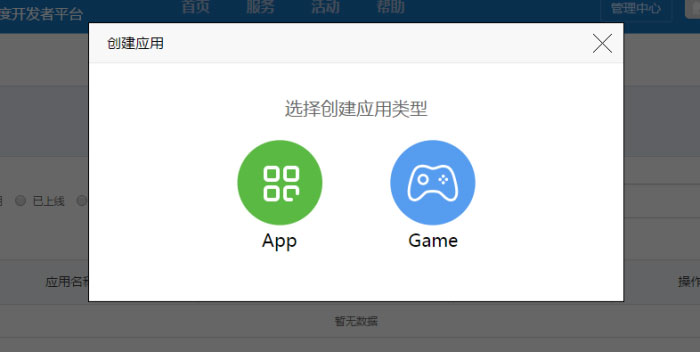 度开发者平台 首页 服务 活动 帮助 管理中心
创建应用
选择创建应用类型
App Game
已上线
应用名称 操作
暂无数据